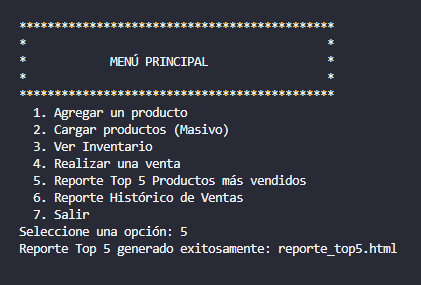 *********************************************
* *
* MENÚ PRINCIPAL *
* *
*********************************************
1. Agregar un producto
2. Cargar productos (Masivo)
3. Ver Inventario
4. Realizar una venta
5. Reporte Top 5 Productos más vendidos
6. Reporte Histórico de Ventas
7. Salir
Seleccione una opción: 5
Reporte Top 5 generado exitosamente: reporte_top5.html